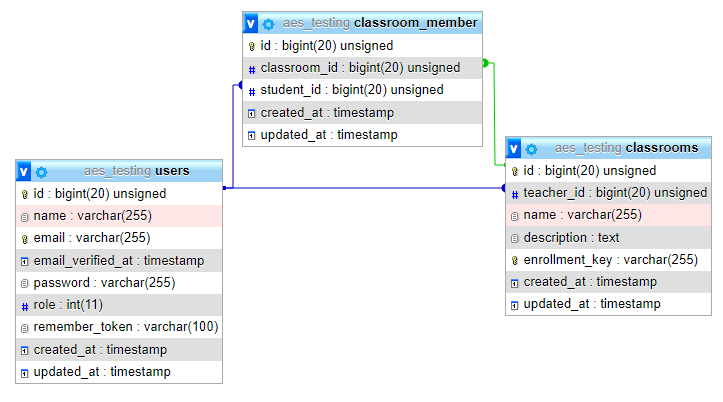 aes_testing classroom_member
id : bigint(20) unsigned
classroom_id : bigint(20) unsigned
student_id : bigint(20) unsigned
created_at : timestamp
updated_at : timestamp
aes_testing users
id : bigint(20) unsigned
name : varchar(255)
email : varchar(255)
email_verified_at : timestamp
password : varchar(255)
role : int(11)
remember_token : varchar(100)
created_at : timestamp
updated_at : timestamp
aes_testing classrooms
id : bigint(20) unsigned
teacher_id : bigint(20) unsigned
name : varchar(255)
description : text
enrollment_key : varchar(255)
created_at : timestamp
updated_at : timestamp